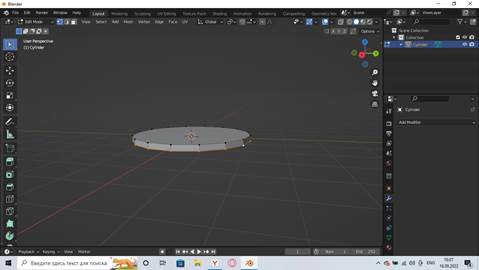 Blender
File Edit Render Window Help Layout Modeling Sculpting UV Editing Texture Paint Shading Animation Rendering Compositing Geometry Nodes Scene ViewLayer
Edit Mode View Select Add Mesh Vertex Edge Face UV Global
Options
User Perspective
(1) Cylinder
Scene Collection
Collection
Cylinder
Cylinder
Add Modifier
Playback Keying View Marker
1 Start 1 End 250
Введите здесь текст для поиска
ENG
16.09.2022